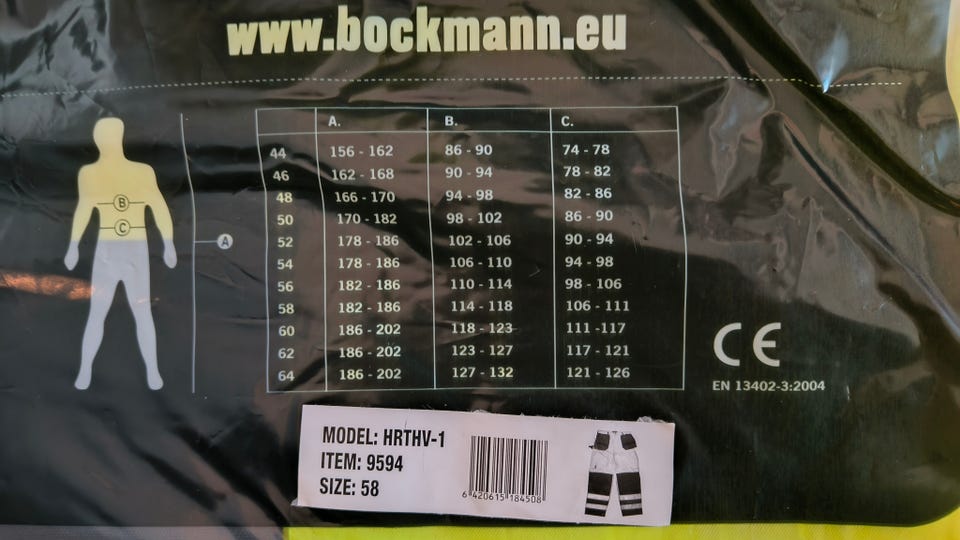 www.bockmann.eu
A. B. C.
44 156 - 162 86 - 90 74 - 78
46 162 - 168 90 - 94 78 - 82
48 166 - 170 94 - 98 82 - 86
50 170 - 182 98 - 102 86 - 90
B
C
A
52 178 - 186 102 - 106 90 - 94
54 178 - 186 106 - 110 94 - 98
56 182 - 186 110 - 114 98 - 106
58 182 - 186 114 - 118 106 - 111
60 186 - 202 118 - 123 111 -117
62 186 - 202 123 - 127 117 - 121
64 186 - 202 127 - 132 121 - 126
CE
EN 13402-3:2004
MODEL: HRTHV-1
ITEM: 9594
SIZE: 58
6 420615 184508